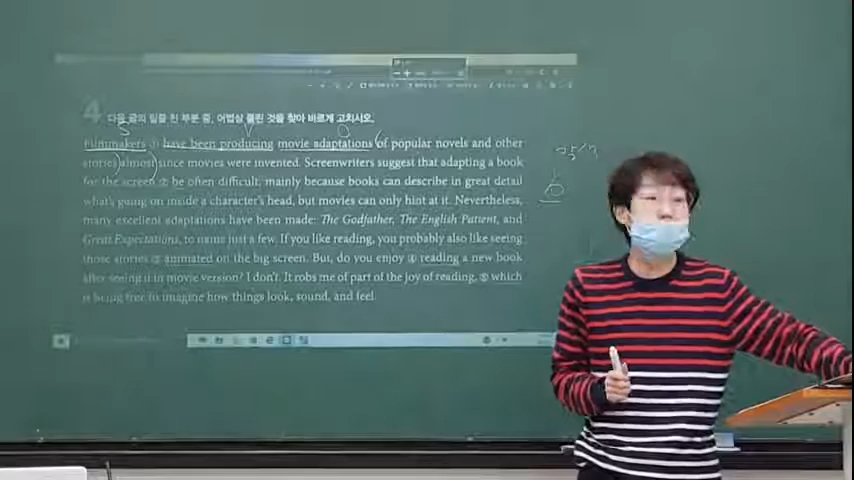 4 다음 글의 밑줄 친 부분 중, 어법상 틀린 것을 찾아 바르게 고치시오.
S V O
Filmmakers ① have been producing movie adaptations of popular novels and other
stories almost since movies were invented. Screenwriters suggest that adapting a book
for the screen ② be often difficult, mainly because books can describe in great detail
what's going on inside a character's head, but movies can only hint at it. Nevertheless,
many excellent adaptations have been made: The Godfather, The English Patient, and
Great Expectations, to name just a few. If you like reading, you probably also like seeing
those stories ③ animated on the big screen. But, do you enjoy ④ reading a new book
after seeing it in movie version? I don't. It robs me of part of the joy of reading, ⑤ which
is being free to imagine how things look, sound, and feel.